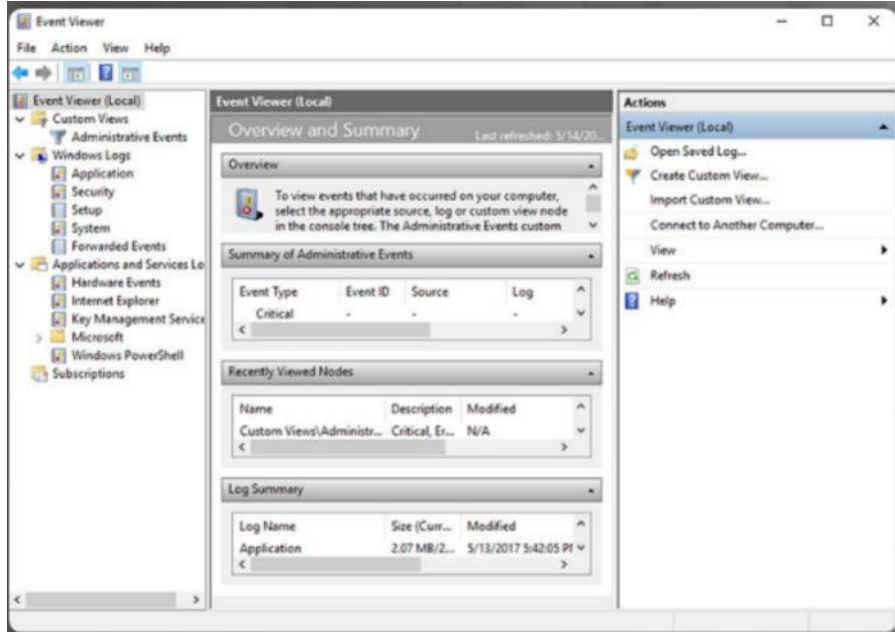 Event Viewer
File Action View Help
Event Viewer (Local)
Custom Views
Administrative Events
Windows Logs
Application
Security
Setup
System
Forwarded Events
Applications and Services Lo
Hardware Events
Internet Explorer
Key Management Service
Microsoft
Windows PowerShell
Subscriptions
Event Viewer (Local)
Overview and Summary Last refreshed: 5/14/20...
Overview
To view events that have occurred on your computer,
select the appropriate source, log or custom view node
in the console tree. The Administrative Events custom
Summary of Administrative Events
Event Type Event ID Source Log
Critical - - -
Recently Viewed Nodes
Name Description Modified
Custom Views\Administr... Critical, Er... N/A
Log Summary
Log Name Size (Curr... Modified
Application 2.07 MB/2... 5/13/2017 5:42:05 PM
Actions
Event Viewer (Local)
Open Saved Log...
Create Custom View...
Import Custom View...
Connect to Another Computer...
View
Refresh
Help